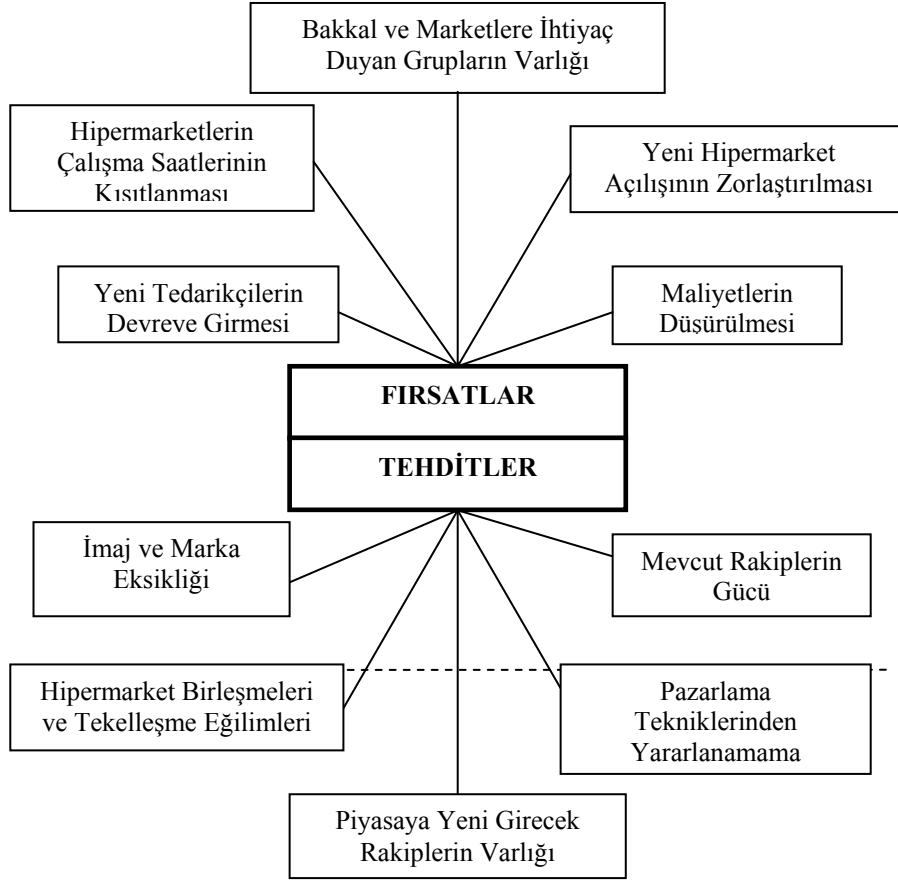 Bakkal ve Marketlere İhtiyaç
Duyan Grupların Varlığı
Hipermarketlerin
Çalışma Saatlerinin
Kısıtlanması
Yeni Hipermarket
Açılışının Zorlaştırılması
Yeni Tedarikçilerin
Devreye Girmesi
Maliyetlerin
Düşürülmesi
FIRSATLAR
TEHDİTLER
İmaj ve Marka
Eksikliği
Mevcut Rakiplerin
Gücü
Hipermarket Birleşmeleri
ve Tekelleşme Eğilimleri
Pazarlama
Tekniklerinden
Yararlanamama
Piyasaya Yeni Girecek
Rakiplerin Varlığı